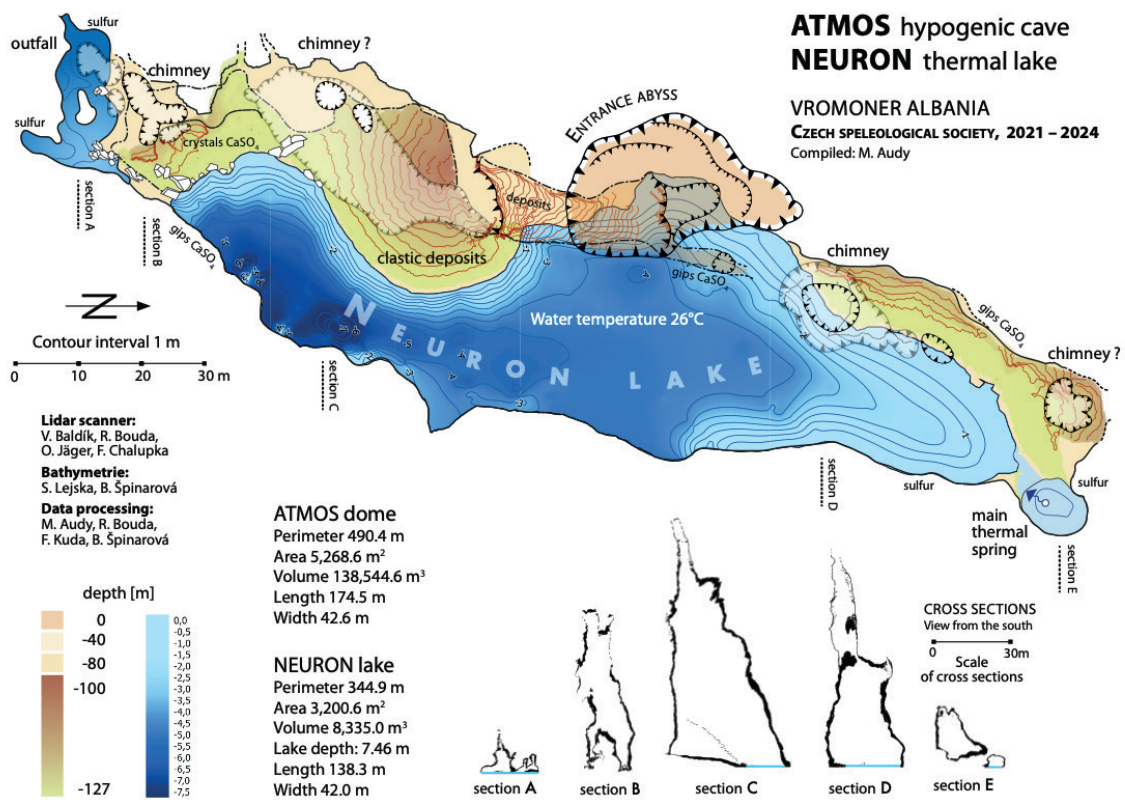 ATMOS hypogenic cave
NEURON thermal lake
VROMONER ALBANIA
CZECH SPELEOLOGICAL SOCIETY, 2021 – 2024
Compiled: M. Audy
sulfur
outfall
chimney
chimney ?
sulfur
crystals CaSO4
ENTRANCE ABYSS
deposits
section A
section B
gips CaSO4
clastic deposits
gips CaSO4
chimney
gips CaSO4
chimney ?
N
Contour interval 1 m
0 10 20 30 m
NEURON LAKE
Water temperature 26°C
section C
section D
sulfur
sulfur
main
thermal
spring
section E
Lidar scanner:
V. Baldík, R. Bouda,
O. Jäger, F. Chalupka
Bathymetrie:
S. Lejska, B. Špinarová
Data processing:
M. Audy, R. Bouda,
F. Kuda, B. Špinarová
depth [m]
0
-40
-80
-100
-127
0,0
-0,5
-1,0
-1,5
-2,0
-2,5
-3,0
-3,5
-4,0
-4,5
-5,0
-5,5
-6,0
-6,5
-7,0
-7,5
ATMOS dome
Perimeter 490.4 m
Area 5,268.6 m²
Volume 138,544.6 m³
Length 174.5 m
Width 42.6 m
NEURON lake
Perimeter 344.9 m
Area 3,200.6 m²
Volume 8,335.0 m³
Lake depth: 7.46 m
Length 138.3 m
Width 42.0 m
section A
section B
section C
section D
section E
CROSS SECTIONS
View from the south
0 30m
Scale
of cross sections